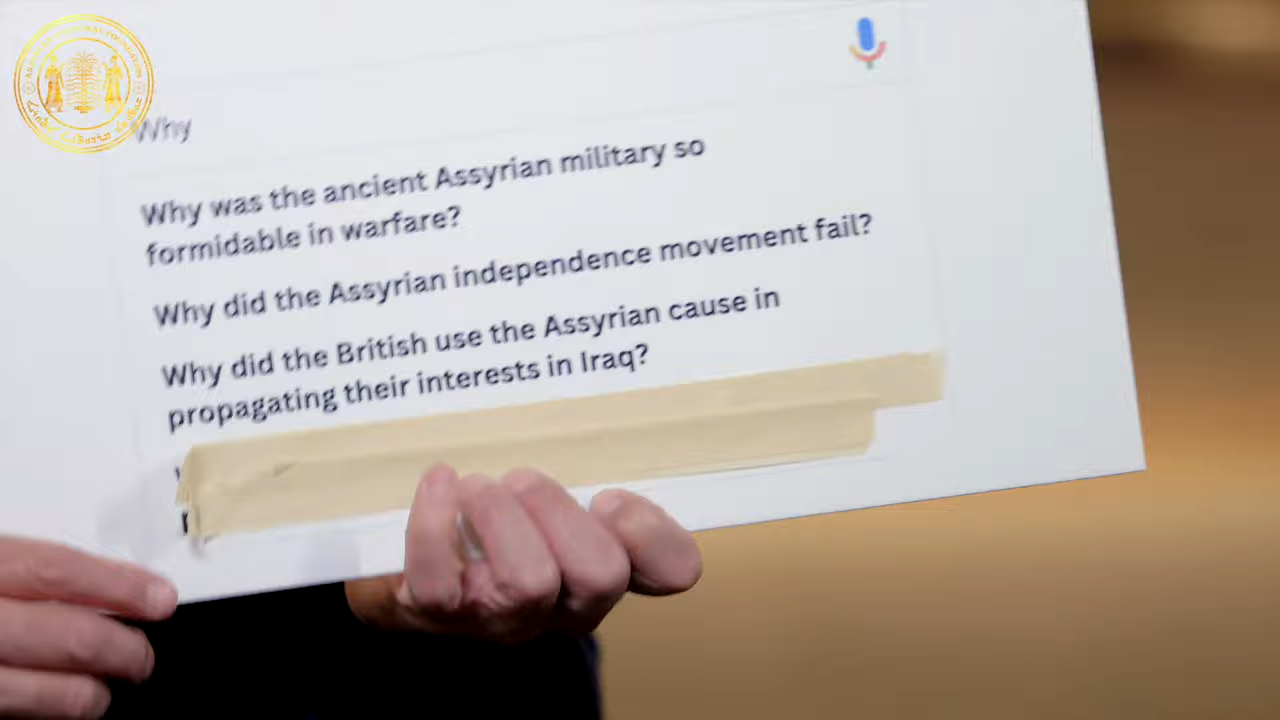 Why
Why was the ancient Assyrian military so
formidable in warfare?
Why did the Assyrian independence movement fail?
Why did the British use the Assyrian cause in
propagating their interests in Iraq?